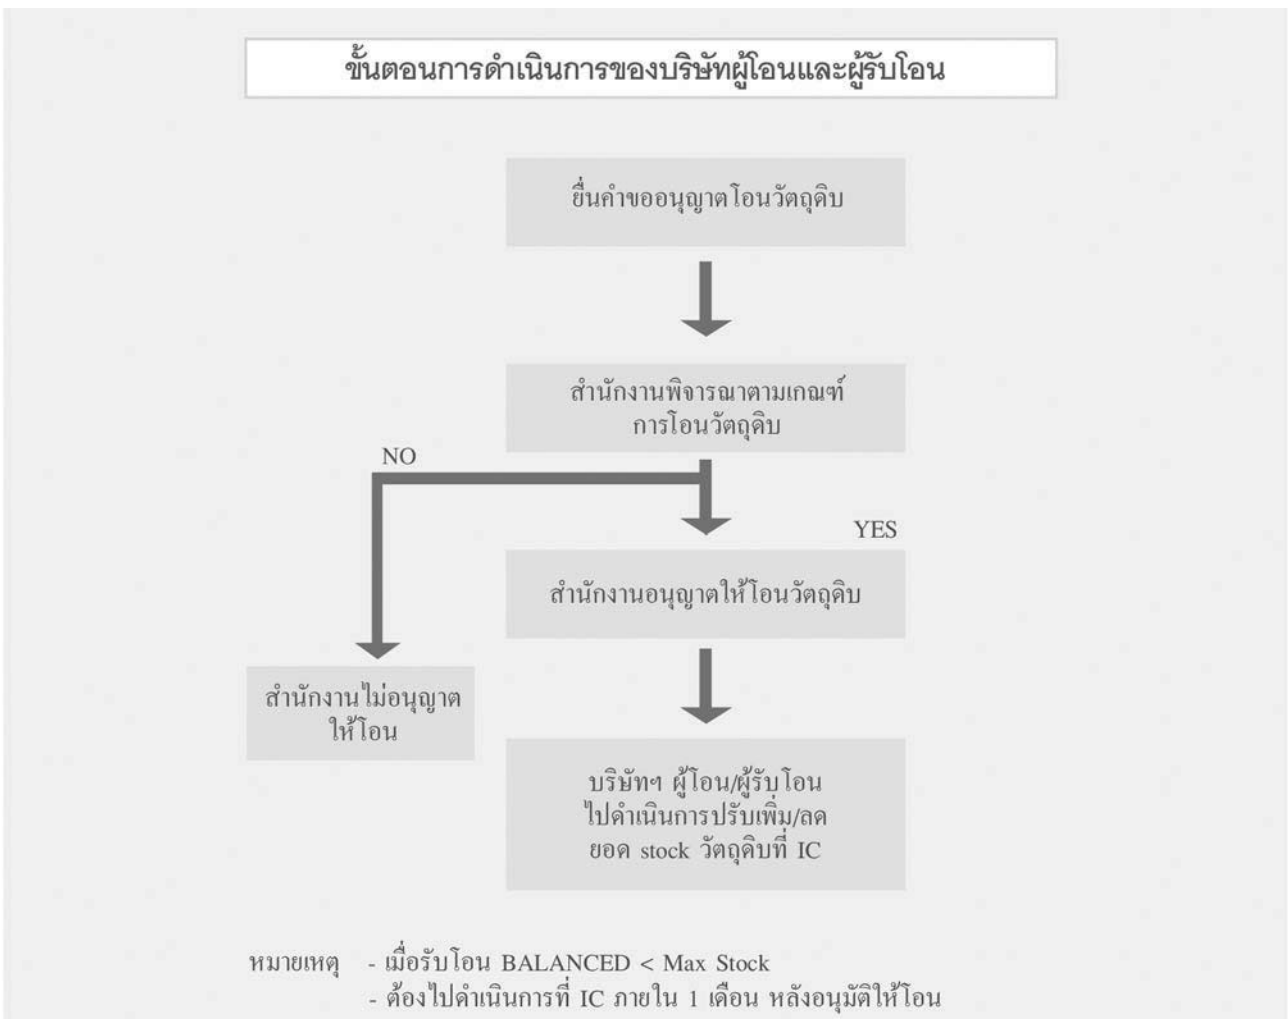 ขั้นตอนการดำเนินการของบริษัทผู้โอนและผู้รับโอน
ยื่นคำขออนุญาตโอนวัตถุดิบ
สำนักงานพิจารณาตามเกณฑ์
การโอนวัตถุดิบ
NO
YES
สำนักงานอนุญาตให้โอนวัตถุดิบ
สำนักงานไม่อนุญาต
ให้โอน
บริษัทฯ ผู้โอน/ผู้รับโอน
ไปดำเนินการปรับเพิ่ม/ลด
ยอด stock วัตถุดิบที่ IC
หมายเหตุ - เมื่อรับโอน BALANCED < Max Stock
- ต้องไปดำเนินการที่ IC ภายใน 1 เดือน หลังอนุมัติให้โอน